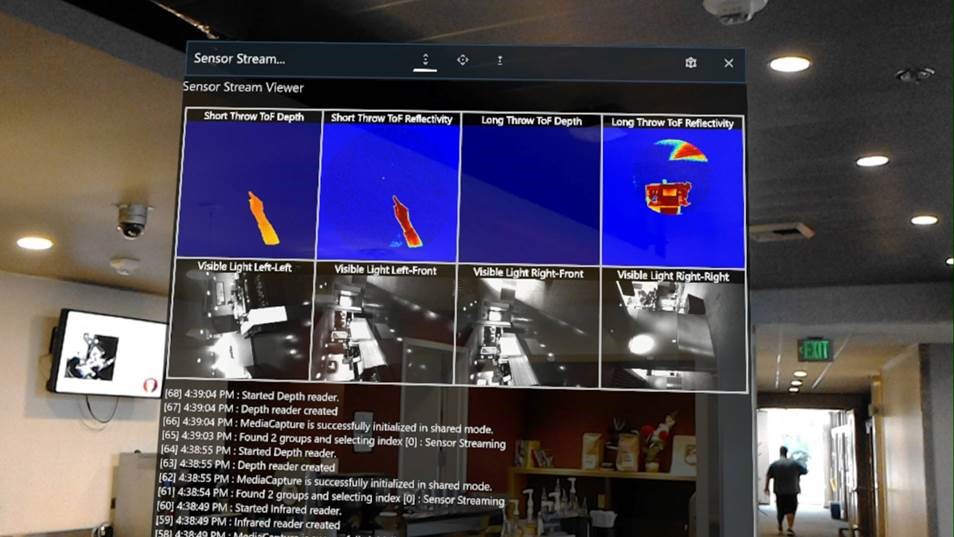 Sensor Stream...
Sensor Stream Viewer
Short Throw ToF Depth
Short Throw ToF Reflectivity
Long Throw ToF Depth
Long Throw ToF Reflectivity
Visible Light Left-Left
Visible Light Left-Front
Visible Light Right-Front
Visible Light Right-Right
[68] 4:39:04 PM : Started Depth reader.
[67] 4:39:04 PM : Depth reader created
[66] 4:39:04 PM : MediaCapture is successfully initialized in shared mode.
[65] 4:39:03 PM : Found 2 groups and selecting index [0] : Sensor Streaming
[64] 4:38:55 PM : Started Depth reader.
[63] 4:38:55 PM : Depth reader created
[62] 4:38:55 PM : MediaCapture is successfully initialized in shared mode.
[61] 4:38:54 PM : Found 2 groups and selecting index [0] : Sensor Streaming
[60] 4:38:49 PM : Started Infrared reader.
[59] 4:38:49 PM : Infrared reader created
[58] 4:38:49 PM : MediaCapture is
EXIT